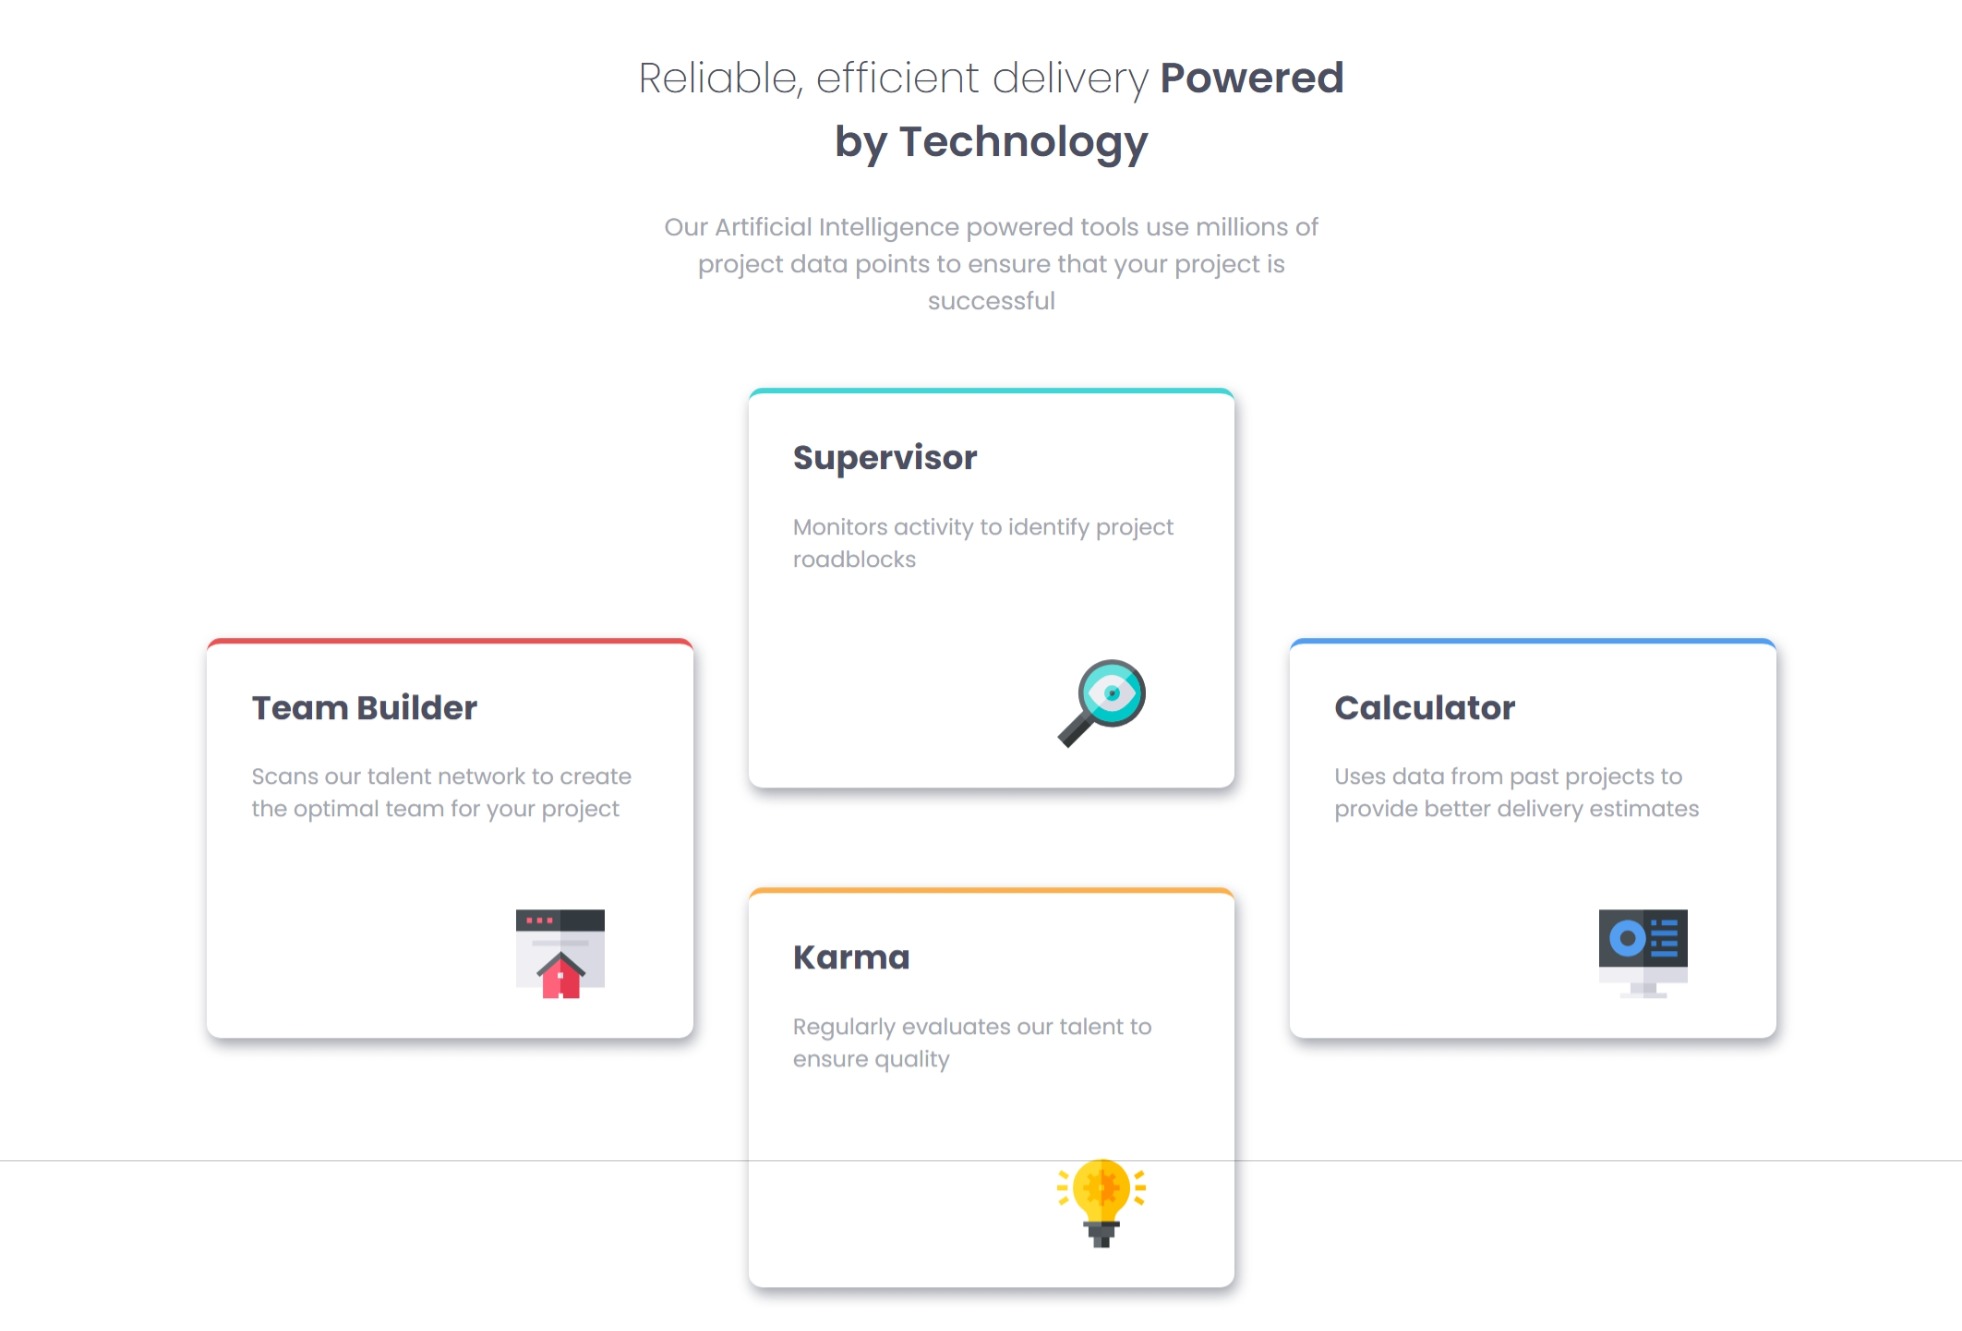 Reliable, efficient delivery Powered
by Technology
Our Artificial Intelligence powered tools use millions of
project data points to ensure that your project is
successful
Supervisor
Monitors activity to identify project
roadblocks
Team Builder
Scans our talent network to create
the optimal team for your project
Calculator
Uses data from past projects to
provide better delivery estimates
Karma
Regularly evaluates our talent to
ensure quality